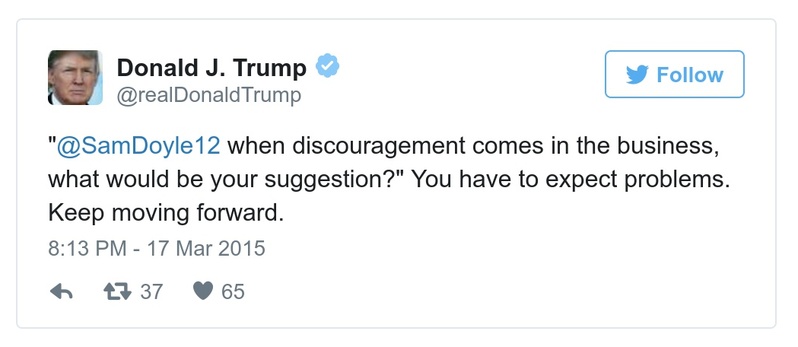 Donald J. Trump
@realDonaldTrump
Follow
"@SamDoyle12 when discouragement comes in the business,
what would be your suggestion?" You have to expect problems.
Keep moving forward.
8:13 PM - 17 Mar 2015
37 65